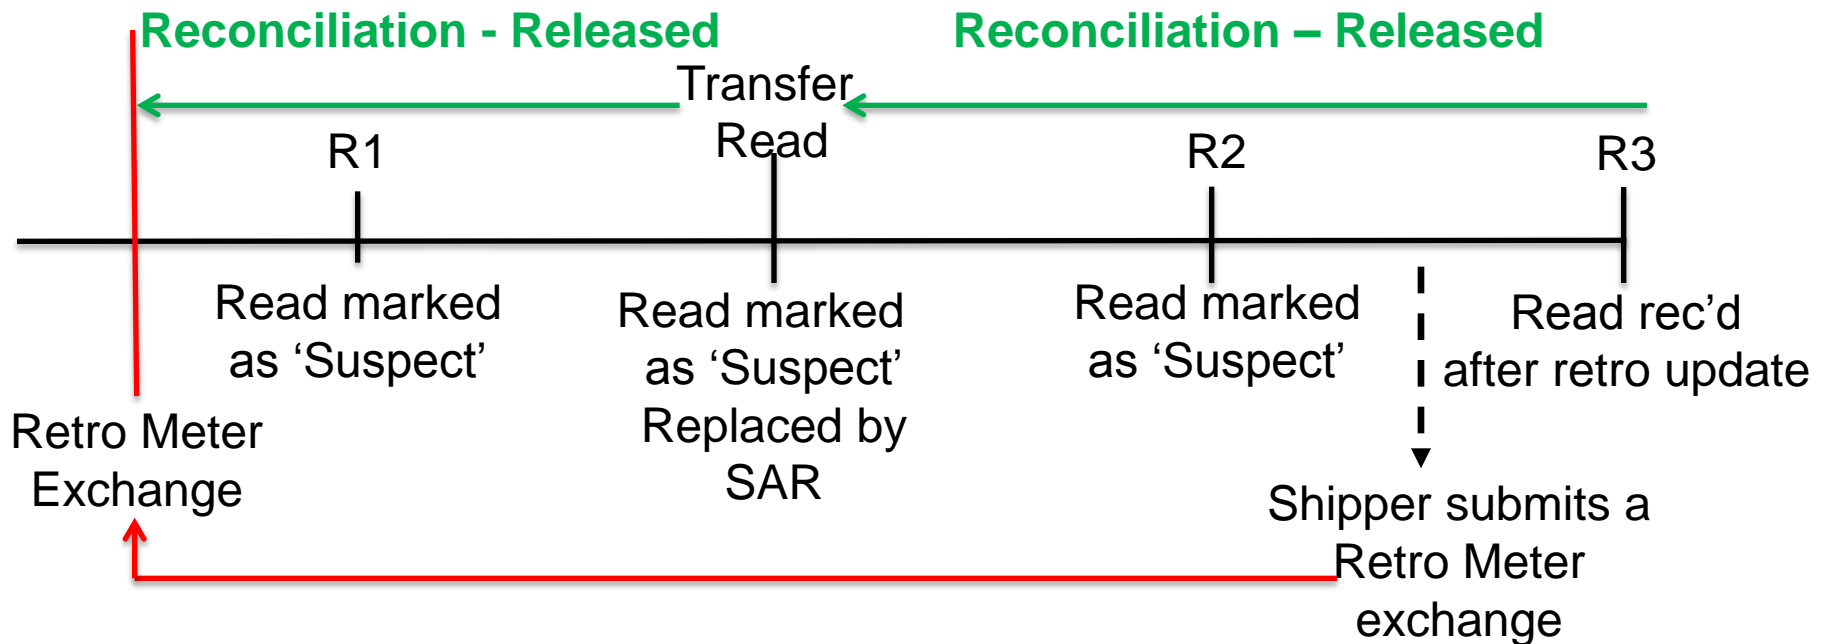 Reconciliation - Released
Reconciliation – Released
Transfer
Read
R1
R2
R3
Read marked
as ‘Suspect’
Read marked
as ‘Suspect’
Replaced by
SAR
Read marked
as ‘Suspect’
Read rec’d
after retro update
Retro Meter
Exchange
Shipper submits a
Retro Meter
exchange